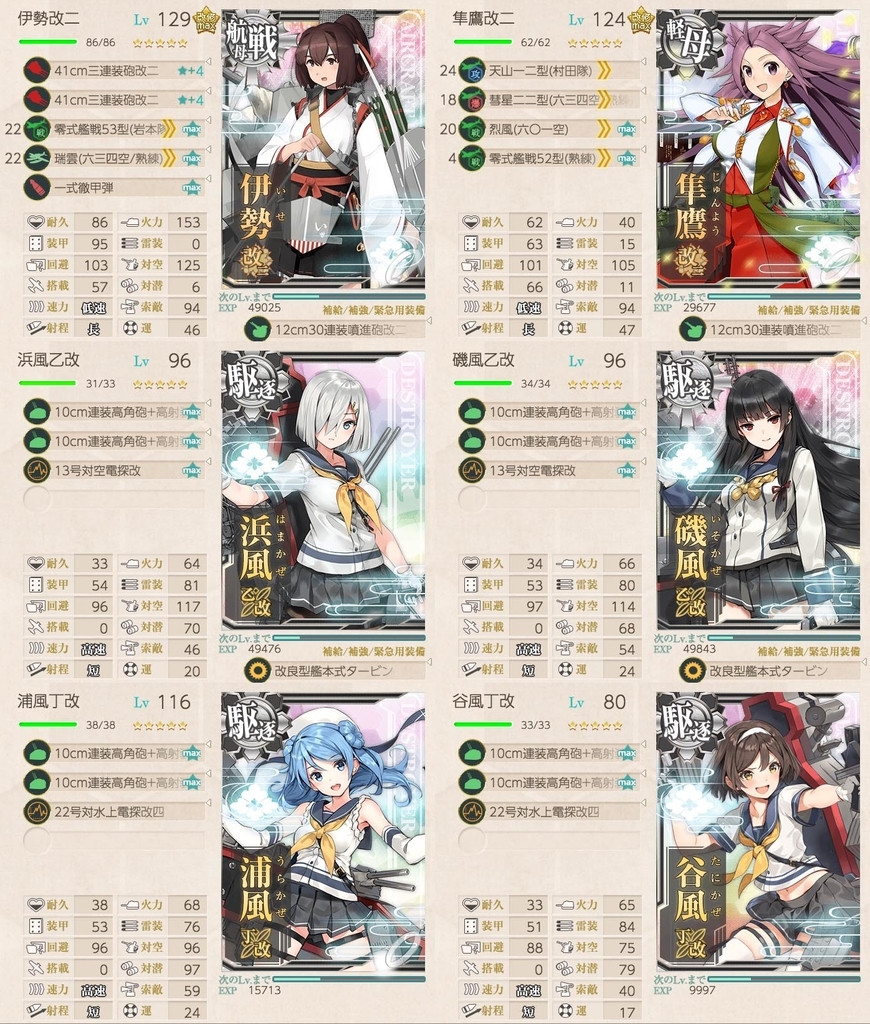 伊勢改二 Lv 129 改修max
86/86
41cm三連装砲改二 ★+4
41cm三連装砲改二 ★+4
22 零式艦戦53型(岩本隊 max
22 瑞雲(六三四空/熟練) max
一式徹甲弾 max
耐久 86 火力 153
装甲 95 雷装 0
回避 103 対空 125
搭載 57 対潜 6
速力 低速 索敵 94
射程 長 運 46
航母戦
AIRCRAFT
伊勢改二
いせ
次のLv.まで
EXP 49025
補給/補強/緊急用装備
12cm30連装噴進砲改二
隼鷹改二 Lv 124 改修max
62/62
24 天山一二型(村田隊)
18 彗星二二型(六三四空/熟練)
20 烈風(六〇一空) max
4 零式艦戦52型(熟練) max
耐久 62 火力 40
装甲 63 雷装 15
回避 101 対空 105
搭載 66 対潜 11
速力 低速 索敵 94
射程 長 運 47
軽母
隼鷹改二
じゅんよう
次のLv.まで
EXP 29677
補給/補強/緊急用装備
12cm30連装噴進砲改二
浜風乙改 Lv 96
31/33
10cm連装高角砲+高射 max
10cm連装高角砲+高射 max
13号対空電探改 max
耐久 33 火力 64
装甲 54 雷装 81
回避 96 対空 117
搭載 0 対潜 70
速力 高速 索敵 46
射程 短 運 20
駆逐
DESTROYER
浜風乙改
はまかぜ
次のLv.まで
EXP 49476
補給/補強/緊急用装備
改良型艦本式タービン
磯風乙改 Lv 96
34/34
10cm連装高角砲+高射 max
10cm連装高角砲+高射 max
13号対空電探改 max
耐久 34 火力 66
装甲 53 雷装 80
回避 97 対空 114
搭載 0 対潜 68
速力 高速 索敵 54
射程 短 運 24
駆逐
DESTROYER
磯風乙改
いそかぜ
次のLv.まで
EXP 49843
補給/補強/緊急用装備
改良型艦本式タービン
浦風丁改 Lv 116
38/38
10cm連装高角砲+高射 max
10cm連装高角砲+高射 max
22号対水上電探改四
耐久 38 火力 68
装甲 53 雷装 76
回避 96 対空 96
搭載 0 対潜 97
速力 高速 索敵 59
射程 短 運 24
駆逐
浦風丁改
うらかぜ
次のLv.まで
EXP 15713
谷風丁改 Lv 80
33/33
10cm連装高角砲+高射 max
10cm連装高角砲+高射 max
22号対水上電探改四
耐久 33 火力 65
装甲 51 雷装 84
回避 88 対空 75
搭載 0 対潜 79
速力 高速 索敵 40
射程 短 運 17
駆逐
谷風丁改
たにかぜ
次のLv.まで
EXP 9997